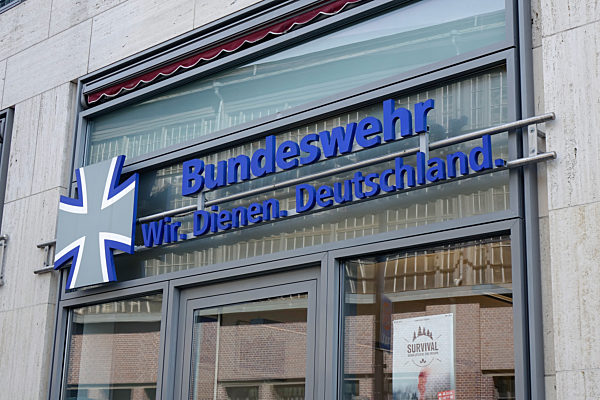 Bundeswehr
Wir. Dienen. Deutschland.
SURVIVAL